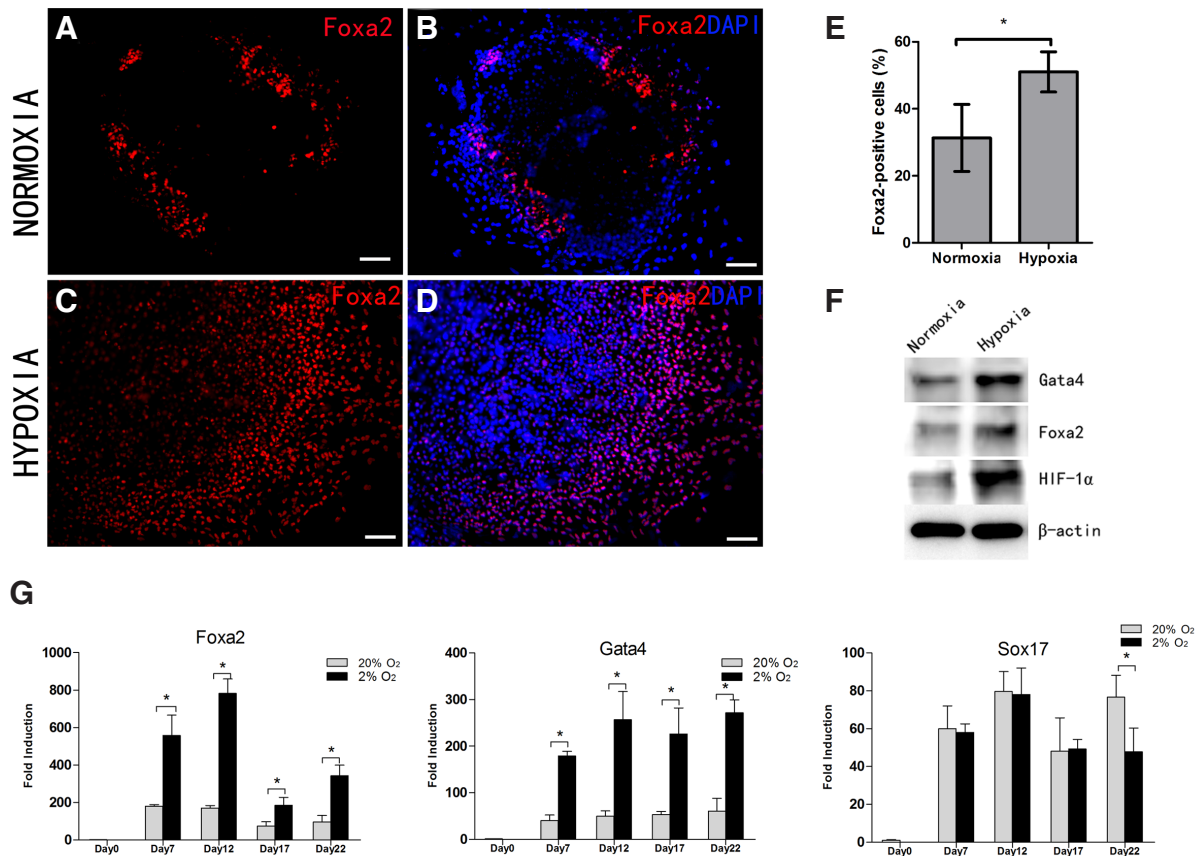 A
Foxa2
B
Foxa2DAPI
NORMOXIA
C
Foxa2
D
Foxa2DAPI
HYPOXIA
E
*
Foxa2-positive cells (%)
60
40
20
0
Normoxia
Hypoxia
F
Normoxia
Hypoxia
Gata4
Foxa2
HIF-1α
β-actin
G
Foxa2
20% O2
2% O2
Fold Induction
1000
800
600
400
200
0
* * * *
Day0 Day7 Day12 Day17 Day22
Gata4
20% O2
2% O2
Fold Induction
400
300
200
100
0
* * * *
Day0 Day7 Day12 Day17 Day22
Sox17
20% O2
2% O2
Fold Induction
100
80
60
40
20
0
*
Day0 Day7 Day12 Day17 Day22